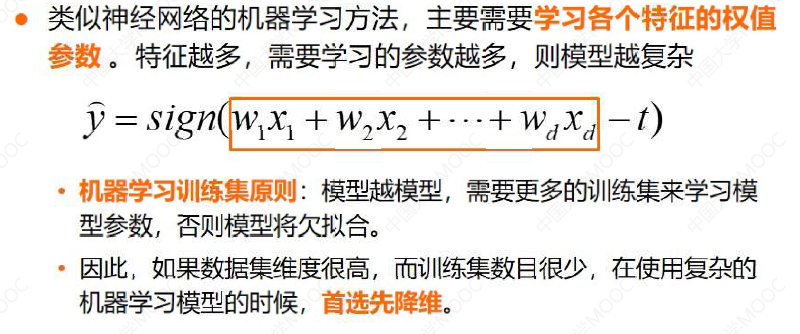 ● 类似神经网络的机器学习方法，主要需要学习各个特征的权值
参数 。特征越多，需要学习的参数越多，则模型越复杂
ŷ = sign(w₁x₁ + w₂x₂ + ··· + w_d x_d − t)
• 机器学习训练集原则：模型越模型，需要更多的训练集来学习模
型参数，否则模型将欠拟合。
• 因此，如果数据集维度很高，而训练集数目很少，在使用复杂的
机器学习模型的时候，首选先降维。